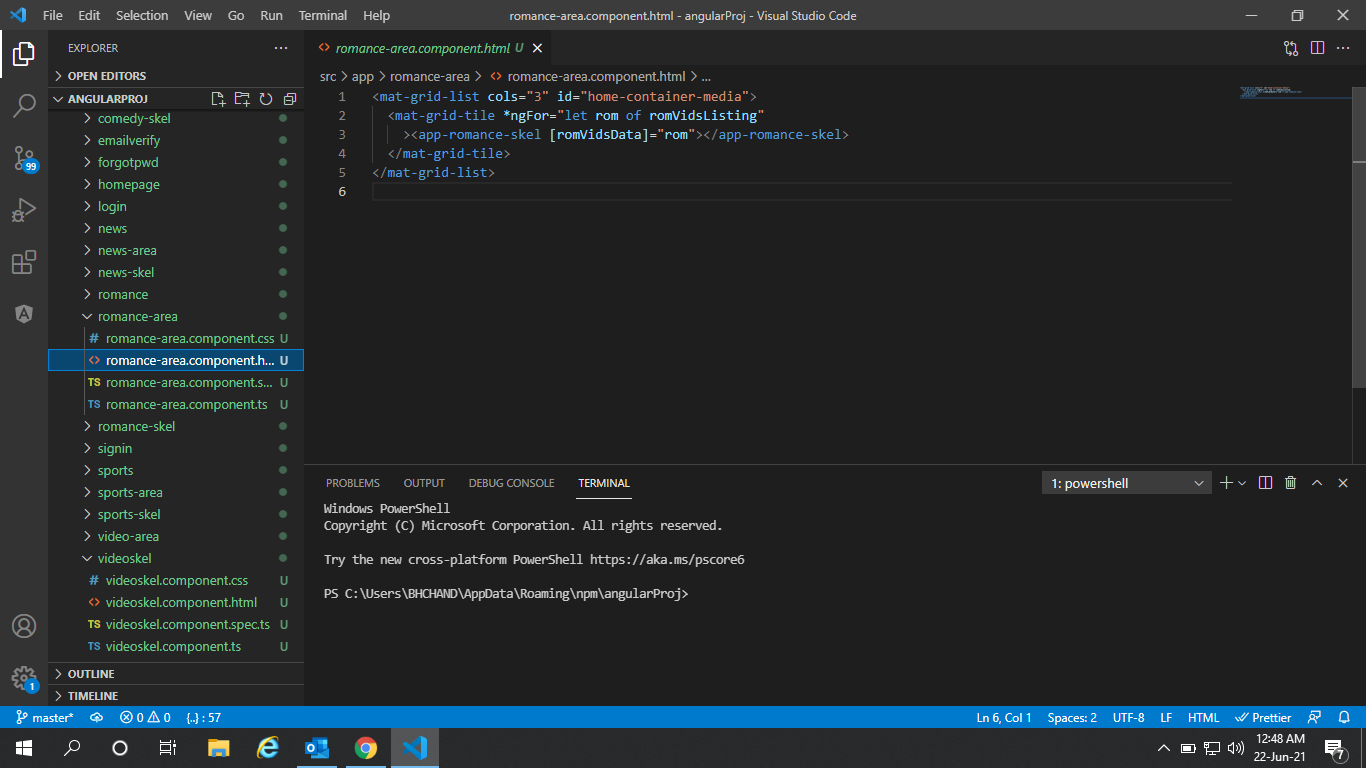 File Edit Selection View Go Run Terminal Help
romance-area.component.html - angularProj - Visual Studio Code
EXPLORER
OPEN EDITORS
ANGULARPROJ
comedy-skel
emailverify
forgotpwd
homepage
login
news
news-area
news-skel
romance
romance-area
romance-area.component.css U
romance-area.component.h... U
romance-area.component.s... U
romance-area.component.ts U
romance-skel
signin
sports
sports-area
sports-skel
video-area
videoskel
videoskel.component.css U
videoskel.component.html U
videoskel.component.spec.ts U
videoskel.component.ts U
OUTLINE
TIMELINE
99
1
romance-area.component.html U
src > app > romance-area > romance-area.component.html > ...
1 <mat-grid-list cols="3" id="home-container-media">
2 <mat-grid-tile *ngFor="let rom of romVidsListing"
3 ><app-romance-skel [romVidsData]="rom"></app-romance-skel>
4 </mat-grid-tile>
5 </mat-grid-list>
6
PROBLEMS OUTPUT DEBUG CONSOLE TERMINAL
1: powershell
Windows PowerShell
Copyright (C) Microsoft Corporation. All rights reserved.
Try the new cross-platform PowerShell https://aka.ms/pscore6
PS C:\Users\BHCHAND\AppData\Roaming\npm\angularProj>
master* 0 0 {..} : 57
Ln 6, Col 1 Spaces: 2 UTF-8 LF HTML Prettier
12:48 AM
22-Jun-21
7